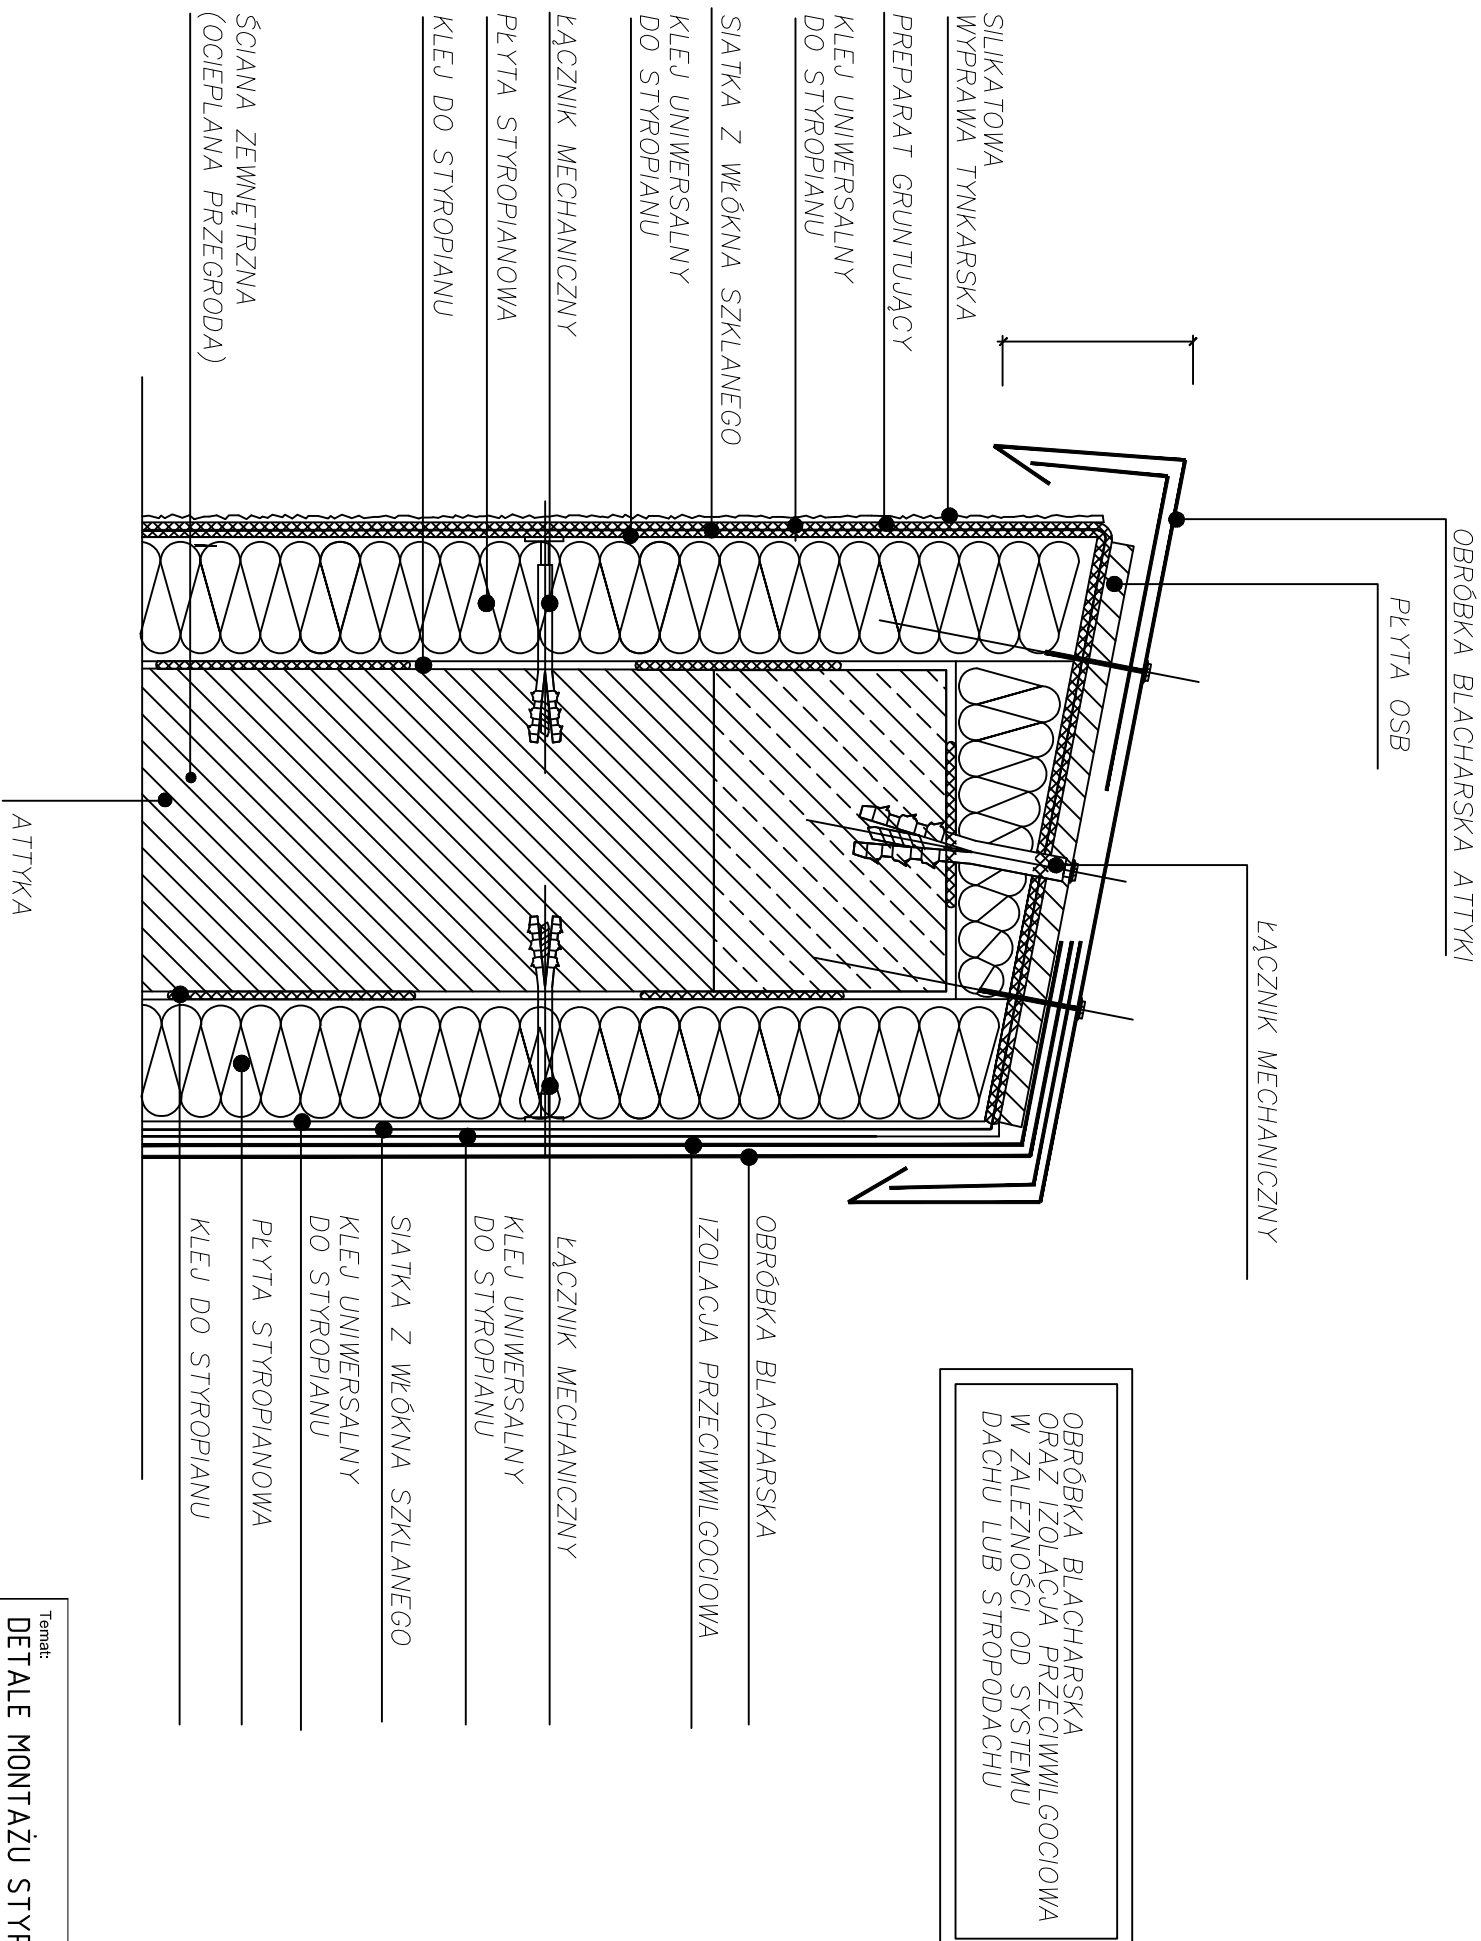 OBRÓBKA BLACHARSKA ATTYKI
PŁYTA OSB
ŁĄCZNIK MECHANICZNY
OBRÓBKA BLACHARSKA
ORAZ IZOLACJA PRZECIWWILGOCIOWA
W ZALEŻNOŚCI OD SYSTEMU
DACHU LUB STROPODACHU
SILIKATOWA
WYPRAWA TYNKARSKA
PREPARAT GRUNTUJĄCY
KLEJ UNIWERSALNY
DO STYROPIANU
SIATKA Z WŁÓKNA SZKLANEGO
KLEJ UNIWERSALNY
DO STYROPIANU
ŁĄCZNIK MECHANICZNY
PŁYTA STYROPIANOWA
KLEJ DO STYROPIANU
ŚCIANA ZEWNĘTRZNA
(OCIEPLANA PRZEGRODA)
OBRÓBKA BLACHARSKA
IZOLACJA PRZECIWWILGOCIOWA
ŁĄCZNIK MECHANICZNY
KLEJ UNIWERSALNY
DO STYROPIANU
SIATKA Z WŁÓKNA SZKLANEGO
KLEJ UNIWERSALNY
DO STYROPIANU
PŁYTA STYROPIANOWA
KLEJ DO STYROPIANU
ATTYKA
Temat:
DETALE MONTAŻU